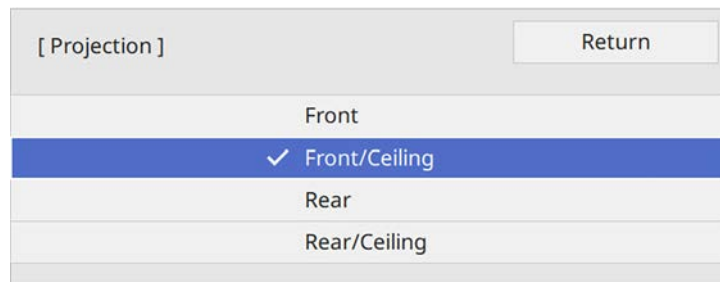 [ Projection ]
Return
Front
Front/Ceiling
Rear
Rear/Ceiling